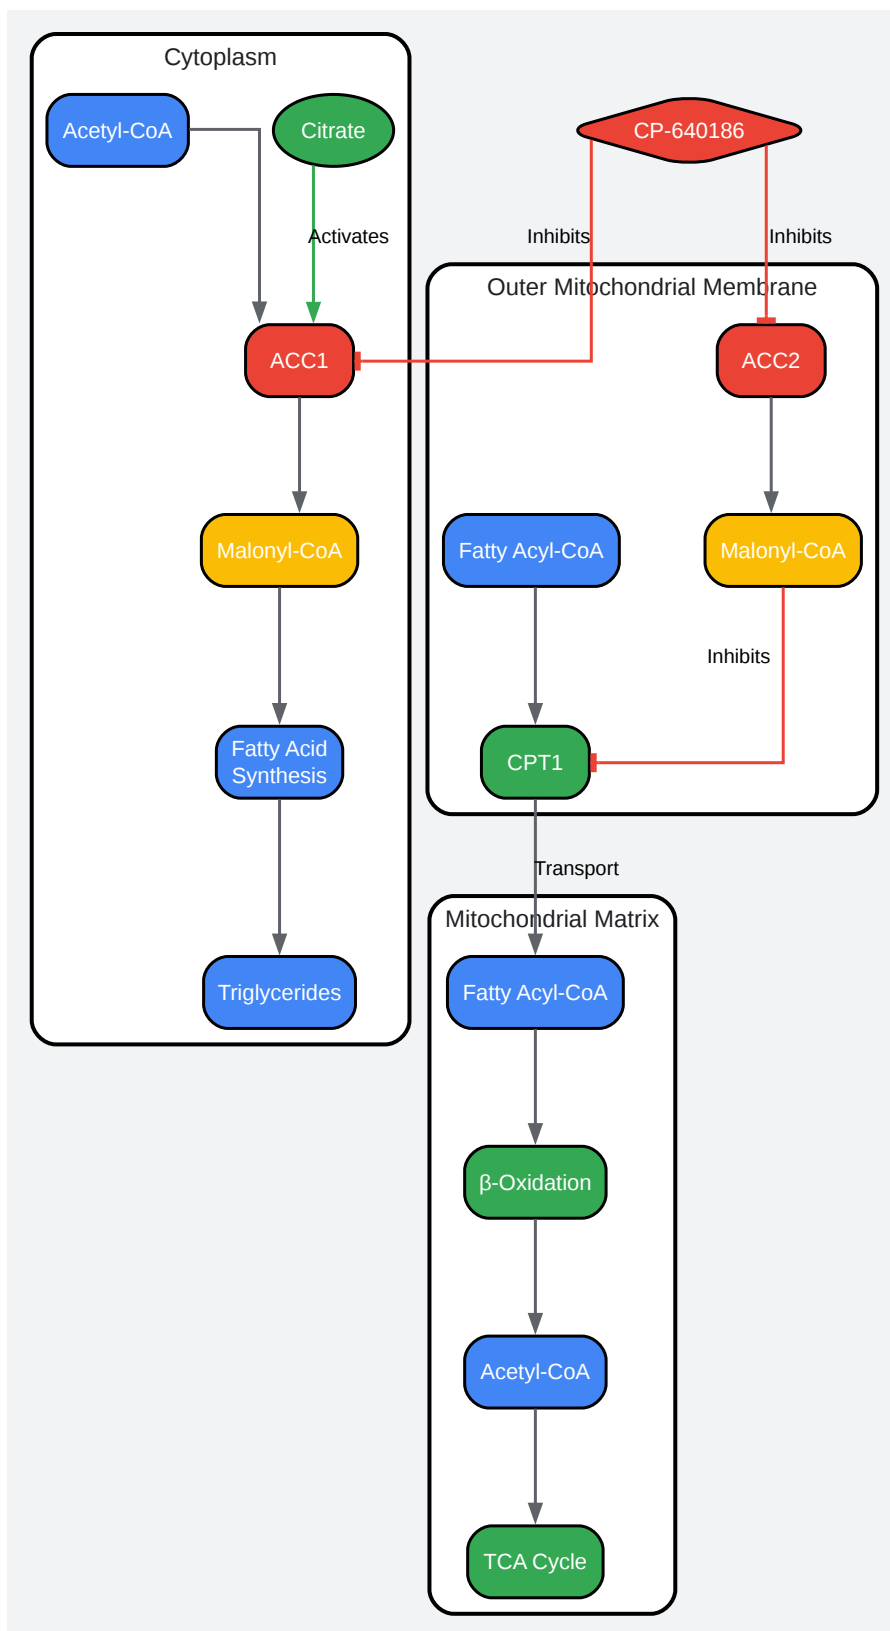 Cytoplasm
Acetyl-CoA
Citrate
CP-640186
Activates
Inhibits
Inhibits
Outer Mitochondrial Membrane
ACC1
ACC2
Malonyl-CoA
Fatty Acyl-CoA
Malonyl-CoA
Inhibits
Fatty Acid
Synthesis
CPT1
Transport
Mitochondrial Matrix
Triglycerides
Fatty Acyl-CoA
β-Oxidation
Acetyl-CoA
TCA Cycle